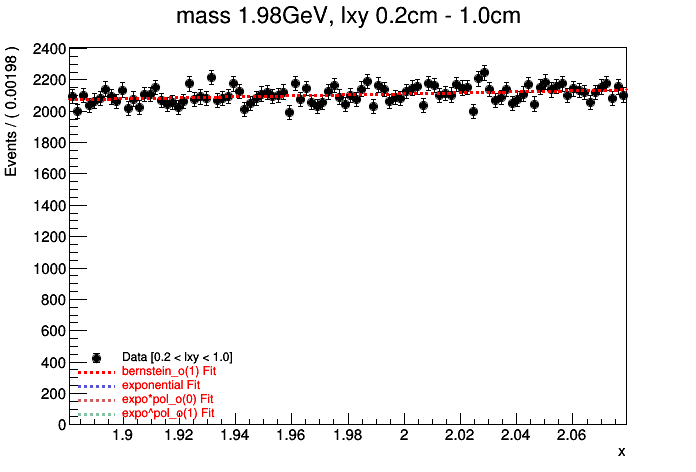 mass 1.98GeV, lxy 0.2cm - 1.0cm
Events / ( 0.00198 )
2400
2200
2000
1800
1600
1400
1200
1000
800
600
400
200
0
Data [0.2 < lxy < 1.0]
bernstein_o(1) Fit
exponential Fit
expo*pol_o(0) Fit
expo^pol_o(1) Fit
1.9 1.92 1.94 1.96 1.98 2 2.02 2.04 2.06
x